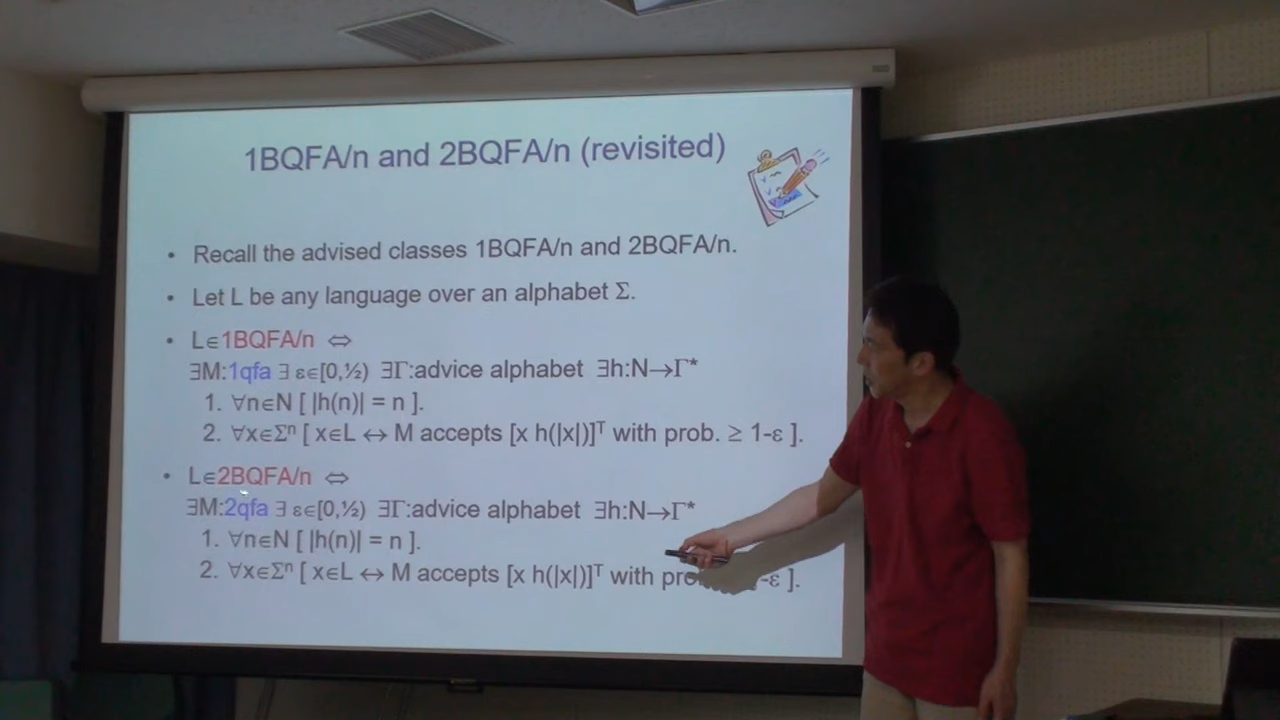 1BQFA/n and 2BQFA/n (revisited)
• Recall the advised classes 1BQFA/n and 2BQFA/n.
• Let L be any language over an alphabet Σ.
• L∈1BQFA/n ⇔
∃M:1qfa ∃ ε∈[0,½) ∃Γ:advice alphabet ∃h:N→Γ*
1. ∀n∈N [ |h(n)| = n ].
2. ∀x∈Σⁿ [ x∈L ↔ M accepts [x h(|x|)]ᵀ with prob. ≥ 1-ε ].
• L∈2BQFA/n ⇔
∃M:2qfa ∃ ε∈[0,½) ∃Γ:advice alphabet ∃h:N→Γ*
1. ∀n∈N [ |h(n)| = n ].
2. ∀x∈Σⁿ [ x∈L ↔ M accepts [x h(|x|)]ᵀ with -ε ].